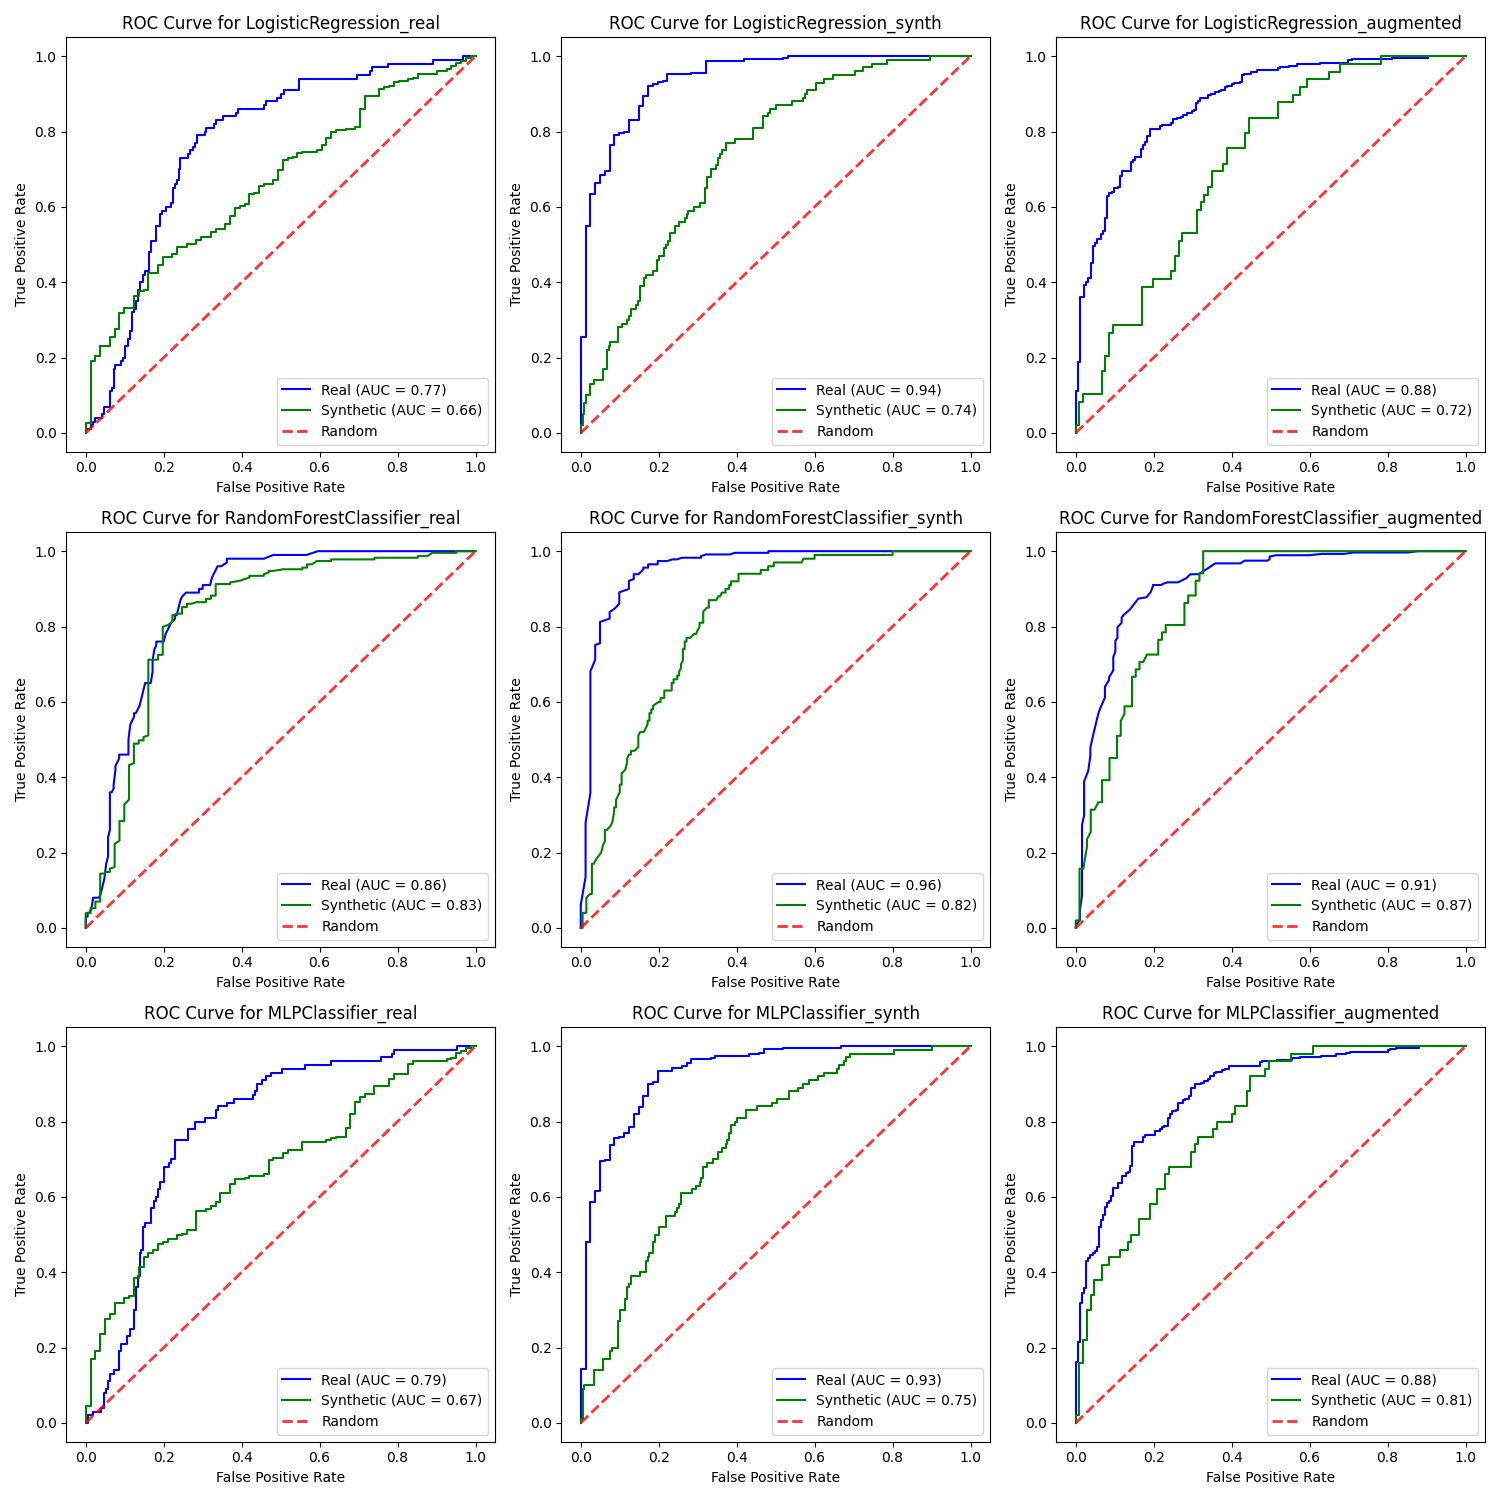 ROC Curve for LogisticRegression_real
True Positive Rate
1.0
0.8
0.6
0.4
0.2
0.0
Real (AUC = 0.77)
Synthetic (AUC = 0.66)
Random
0.0 0.2 0.4 0.6 0.8 1.0
False Positive Rate
ROC Curve for LogisticRegression_synth
True Positive Rate
1.0
0.8
0.6
0.4
0.2
0.0
Real (AUC = 0.94)
Synthetic (AUC = 0.74)
Random
0.0 0.2 0.4 0.6 0.8 1.0
False Positive Rate
ROC Curve for LogisticRegression_augmented
True Positive Rate
1.0
0.8
0.6
0.4
0.2
0.0
Real (AUC = 0.88)
Synthetic (AUC = 0.72)
Random
0.0 0.2 0.4 0.6 0.8 1.0
False Positive Rate
ROC Curve for RandomForestClassifier_real
True Positive Rate
1.0
0.8
0.6
0.4
0.2
0.0
Real (AUC = 0.86)
Synthetic (AUC = 0.83)
Random
0.0 0.2 0.4 0.6 0.8 1.0
False Positive Rate
ROC Curve for RandomForestClassifier_synth
True Positive Rate
1.0
0.8
0.6
0.4
0.2
0.0
Real (AUC = 0.96)
Synthetic (AUC = 0.82)
Random
0.0 0.2 0.4 0.6 0.8 1.0
False Positive Rate
ROC Curve for RandomForestClassifier_augmented
True Positive Rate
1.0
0.8
0.6
0.4
0.2
0.0
Real (AUC = 0.91)
Synthetic (AUC = 0.87)
Random
0.0 0.2 0.4 0.6 0.8 1.0
False Positive Rate
ROC Curve for MLPClassifier_real
True Positive Rate
1.0
0.8
0.6
0.4
0.2
0.0
Real (AUC = 0.79)
Synthetic (AUC = 0.67)
Random
0.0 0.2 0.4 0.6 0.8 1.0
False Positive Rate
ROC Curve for MLPClassifier_synth
True Positive Rate
1.0
0.8
0.6
0.4
0.2
0.0
Real (AUC = 0.93)
Synthetic (AUC = 0.75)
Random
0.0 0.2 0.4 0.6 0.8 1.0
False Positive Rate
ROC Curve for MLPClassifier_augmented
True Positive Rate
1.0
0.8
0.6
0.4
0.2
0.0
Real (AUC = 0.88)
Synthetic (AUC = 0.81)
Random
0.0 0.2 0.4 0.6 0.8 1.0
False Positive Rate